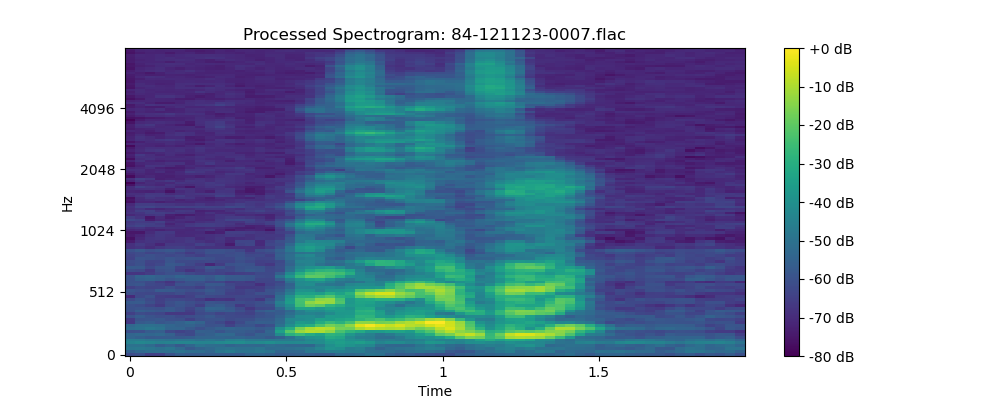 Processed Spectrogram: 84-121123-0007.flac
Hz
4096
2048
1024
512
0
0 0.5 1 1.5
Time
+0 dB
-10 dB
-20 dB
-30 dB
-40 dB
-50 dB
-60 dB
-70 dB
-80 dB